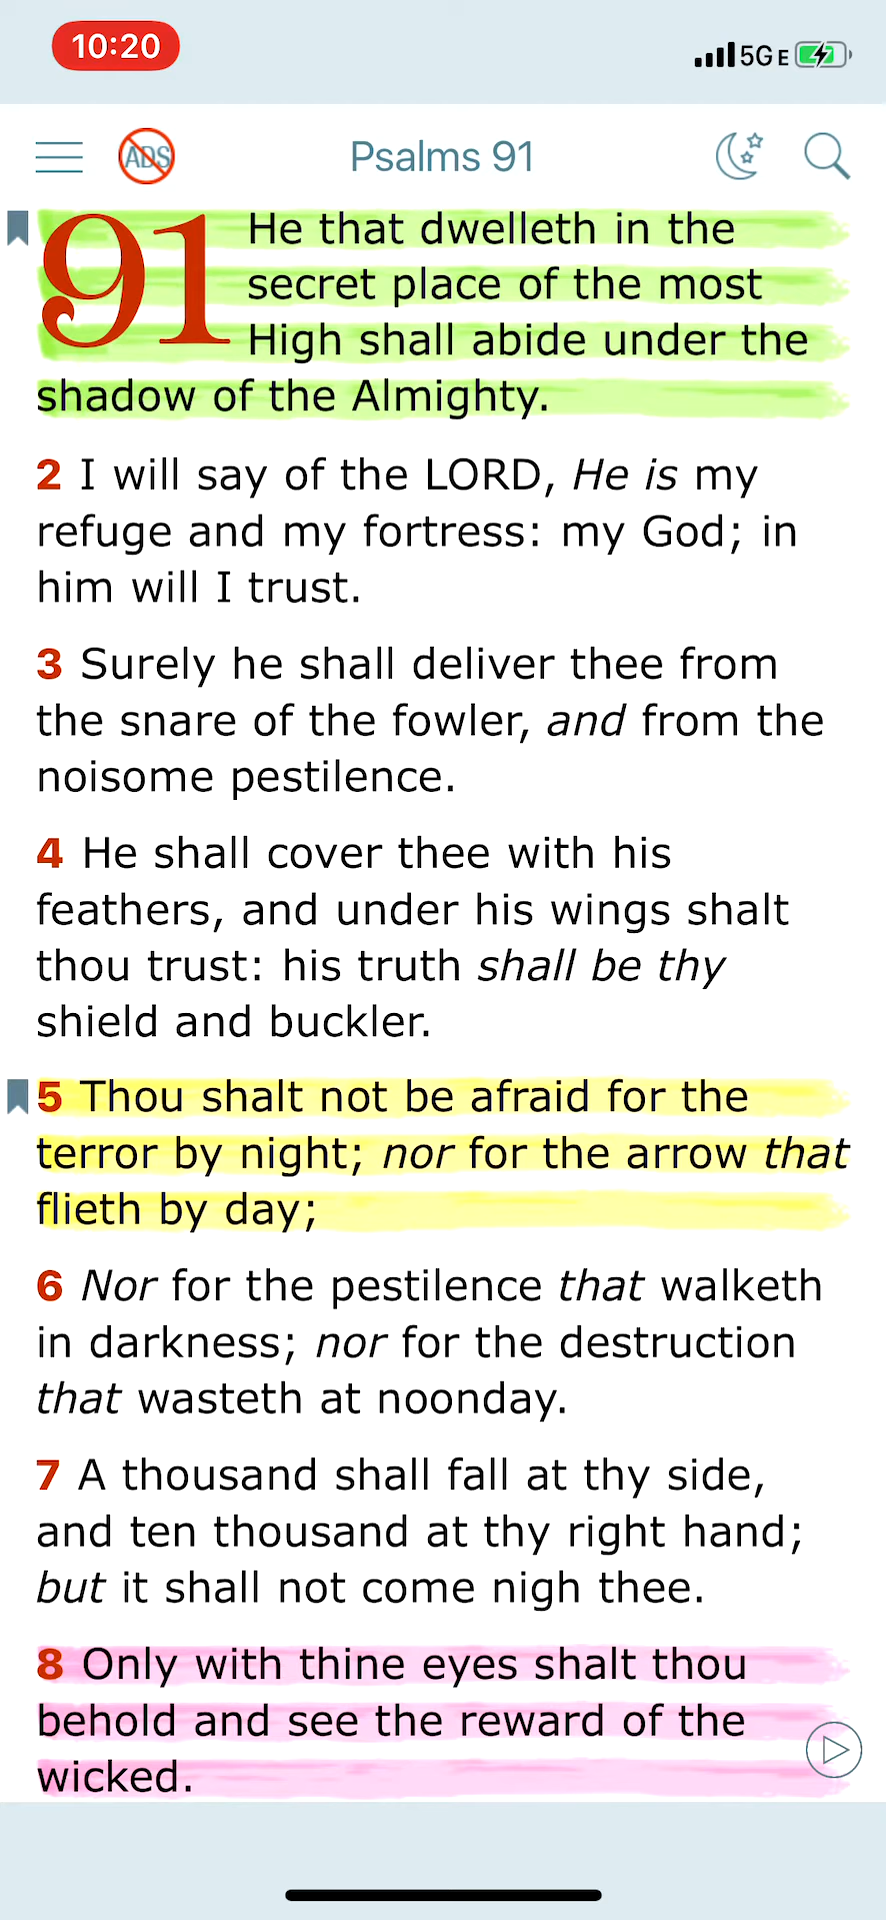 10:20
5G E
ADS
Psalms 91
91 He that dwelleth in the
secret place of the most
High shall abide under the
shadow of the Almighty.
2 I will say of the LORD, He is my
refuge and my fortress: my God; in
him will I trust.
3 Surely he shall deliver thee from
the snare of the fowler, and from the
noisome pestilence.
4 He shall cover thee with his
feathers, and under his wings shalt
thou trust: his truth shall be thy
shield and buckler.
5 Thou shalt not be afraid for the
terror by night; nor for the arrow that
flieth by day;
6 Nor for the pestilence that walketh
in darkness; nor for the destruction
that wasteth at noonday.
7 A thousand shall fall at thy side,
and ten thousand at thy right hand;
but it shall not come nigh thee.
8 Only with thine eyes shalt thou
behold and see the reward of the
wicked.